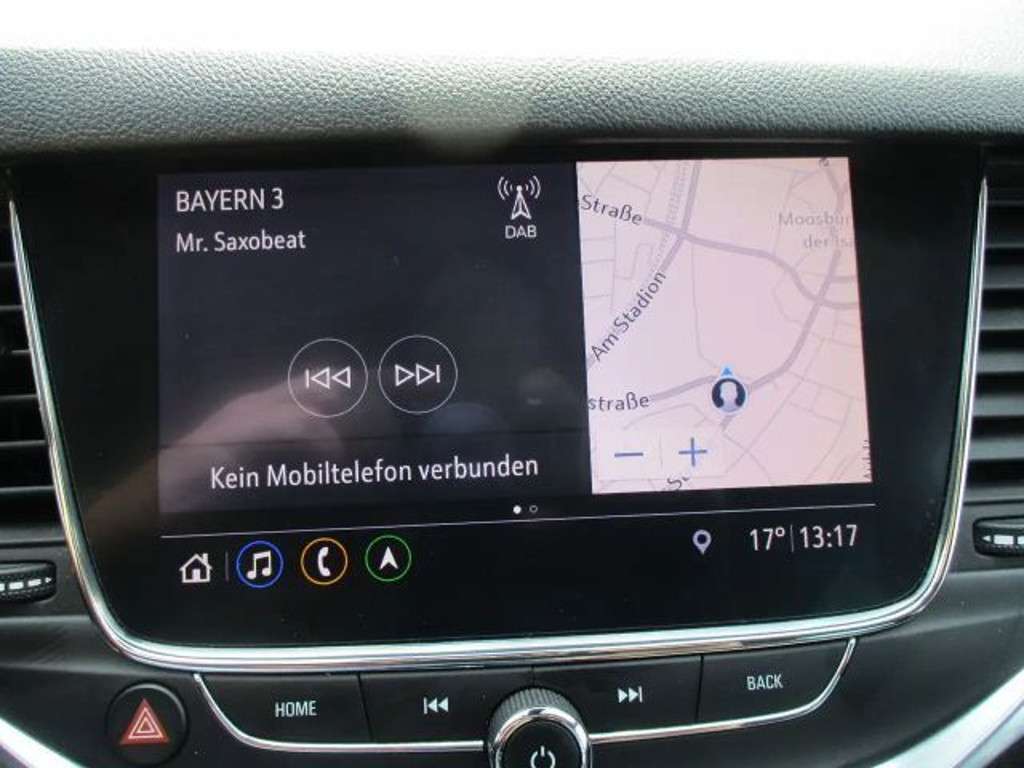 BAYERN 3
Mr. Saxobeat
DAB
Straße
Am Stadion
straße
Kein Mobiltelefon verbunden
17° 13:17
HOME
BACK